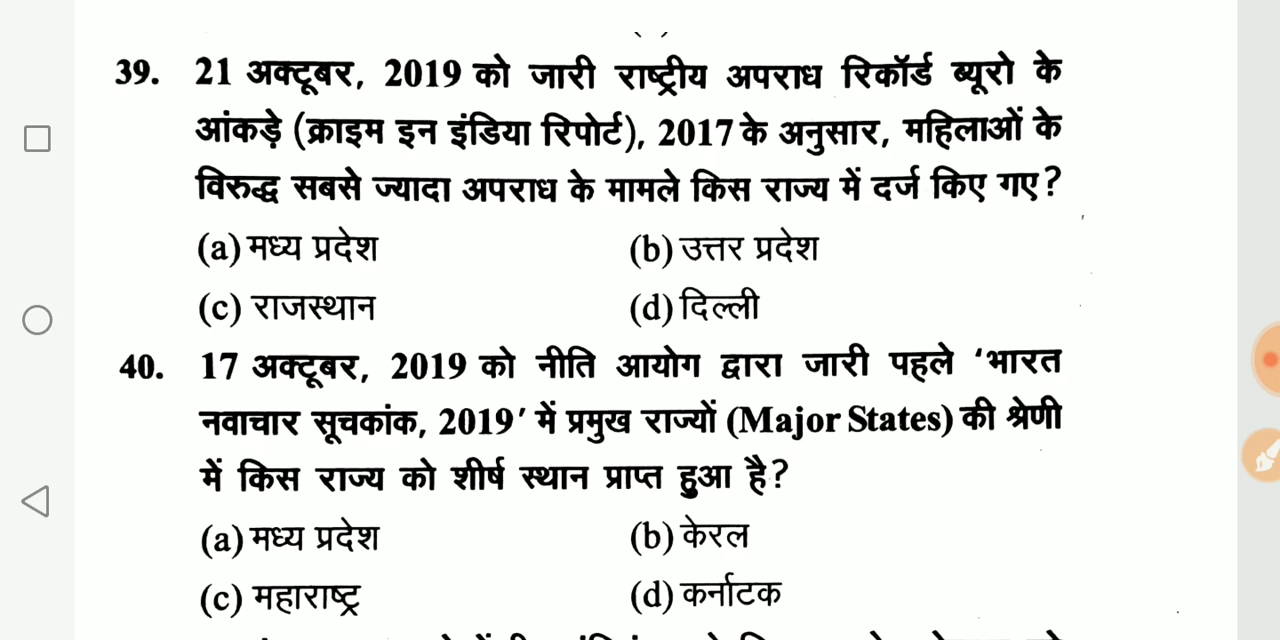 39. 21 अक्टूबर, 2019 को जारी राष्ट्रीय अपराध रिकॉर्ड ब्यूरो के
आंकड़े (क्राइम इन इंडिया रिपोर्ट), 2017 के अनुसार, महिलाओं के
विरुद्ध सबसे ज्यादा अपराध के मामले किस राज्य में दर्ज किए गए?
(a) मध्य प्रदेश (b) उत्तर प्रदेश
(c) राजस्थान (d) दिल्ली
40. 17 अक्टूबर, 2019 को नीति आयोग द्वारा जारी पहले ‘भारत
नवाचार सूचकांक, 2019’ में प्रमुख राज्यों (Major States) की श्रेणी
में किस राज्य को शीर्ष स्थान प्राप्त हुआ है?
(a) मध्य प्रदेश (b) केरल
(c) महाराष्ट्र (d) कर्नाटक